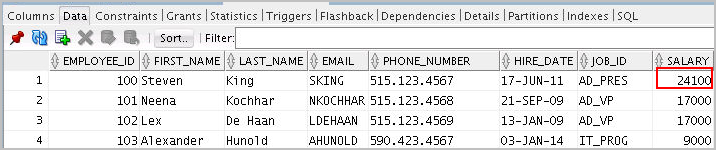 Columns Data Constraints Grants Statistics Triggers Flashback Dependencies Details Partitions Indexes SQL
Sort.. Filter:
EMPLOYEE_ID FIRST_NAME LAST_NAME EMAIL PHONE_NUMBER HIRE_DATE JOB_ID SALARY
1 100 Steven King SKING 515.123.4567 17-JUN-11 AD_PRES 24100
2 101 Neena Kochhar NKOCHHAR 515.123.4568 21-SEP-09 AD_VP 17000
3 102 Lex De Haan LDEHAAN 515.123.4569 13-JAN-09 AD_VP 17000
4 103 Alexander Hunold AHUNOLD 590.423.4567 03-JAN-14 IT_PROG 9000